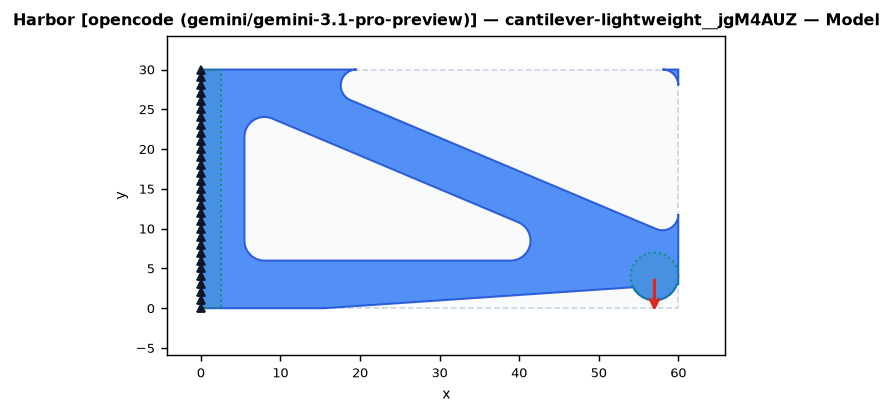 Harbor [opencode (gemini/gemini-3.1-pro-preview)] — cantilever-lightweight__jgM4AUZ — Model
30
25
20
15
10
5
0
−5
y
0 10 20 30 40 50 60
x